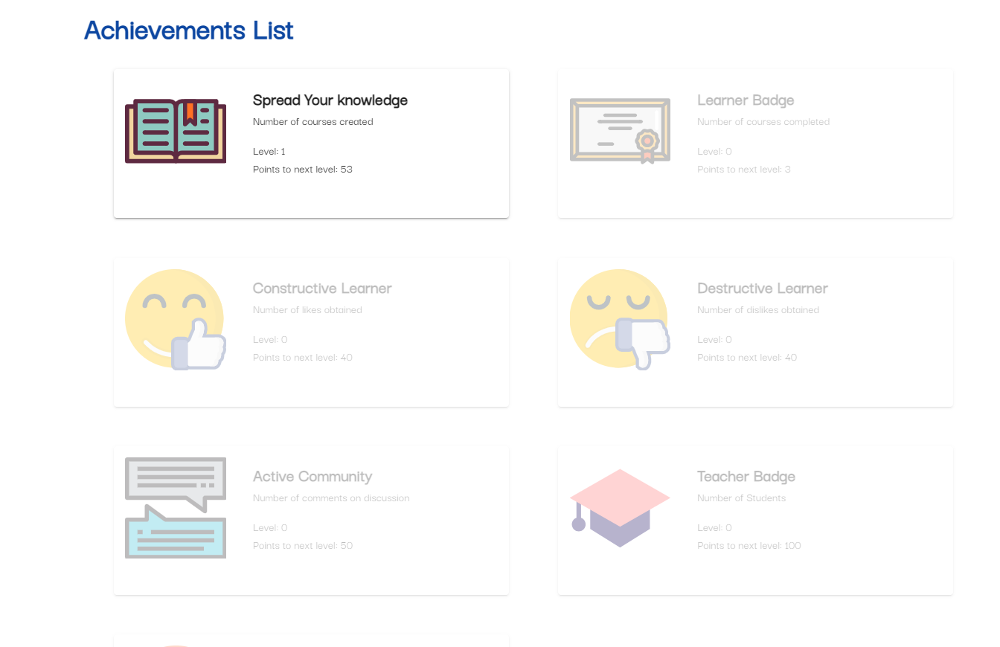 Achievements List
Spread Your knowledge
Number of courses created
Level: 1
Points to next level: 53
Learner Badge
Number of courses completed
Level: 0
Points to next level: 3
Constructive Learner
Number of likes obtained
Level: 0
Points to next level: 40
Destructive Learner
Number of dislikes obtained
Level: 0
Points to next level: 40
Active Community
Number of comments on discussion
Level: 0
Points to next level: 50
Teacher Badge
Number of Students
Level: 0
Points to next level: 100